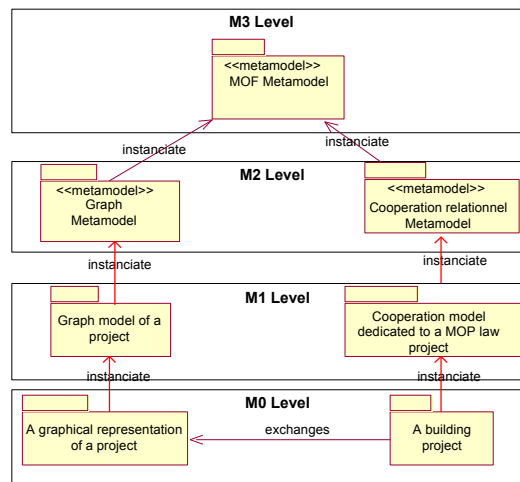 M3 Level
<<metamodel>>
MOF Metamodel
instanciate
instanciate
M2 Level
<<metamodel>>
Graph
Metamodel
<<metamodel>>
Cooperation relationnel
Metamodel
instanciate
instanciate
M1 Level
Graph model of a
project
Cooperation model
dedicated to a MOP law
project
instanciate
instanciate
M0 Level
A graphical representation
of a project
exchanges
A building
project